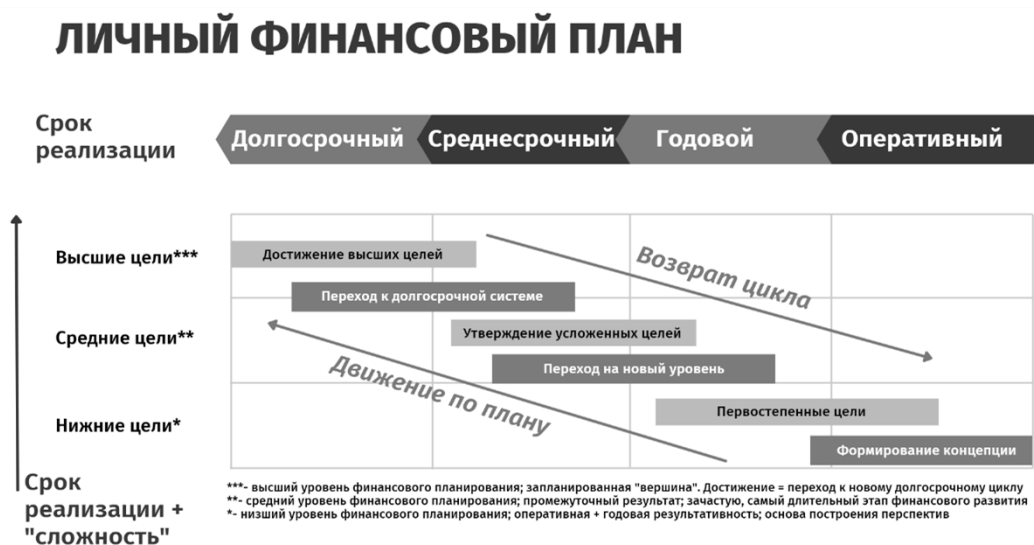 ЛИЧНЫЙ ФИНАНСОВЫЙ ПЛАН
Срок
реализации
Долгосрочный
Среднесрочный
Годовой
Оперативный
Высшие цели***
Достижение высших целей
Возврат цикла
Переход к долгосрочной системе
Средние цели**
Утверждение усложенных целей
Переход на новый уровень
Движение по плану
Первостепенные цели
Нижние цели*
Формирование концепции
Срок
реализации +
"сложность"
***- высший уровень финансового планирования; запланированная "вершина". Достижение = переход к новому долгосрочному циклу
**- средний уровень финансового планирования; промежуточный результат; зачастую, самый длительный этап финансового развития
*- низший уровень финансового планирования; оперативная + годовая результативность; основа построения перспектив